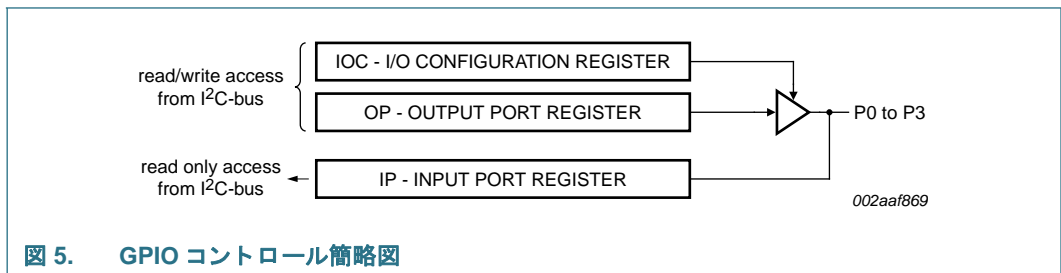 read/write access
from I²C-bus
IOC - I/O CONFIGURATION REGISTER
OP - OUTPUT PORT REGISTER
P0 to P3
read only access
from I²C-bus
IP - INPUT PORT REGISTER
002aaf869
図 5. GPIO コントロール簡略図